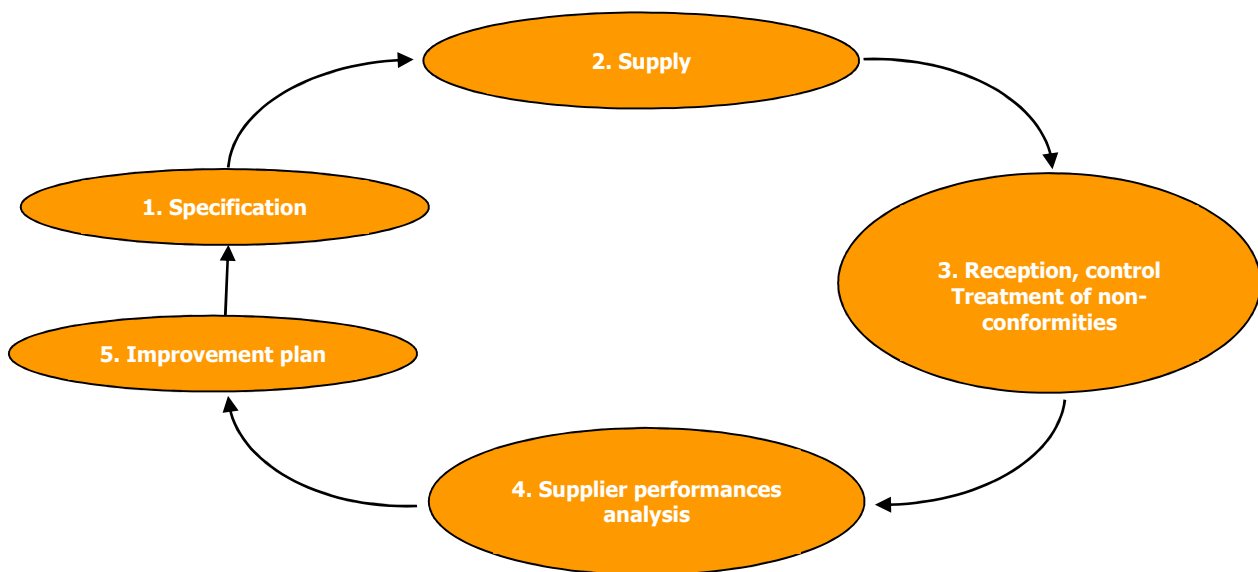 1. Specification
2. Supply
3. Reception, control
Treatment of non-
conformities
4. Supplier performances
analysis
5. Improvement plan